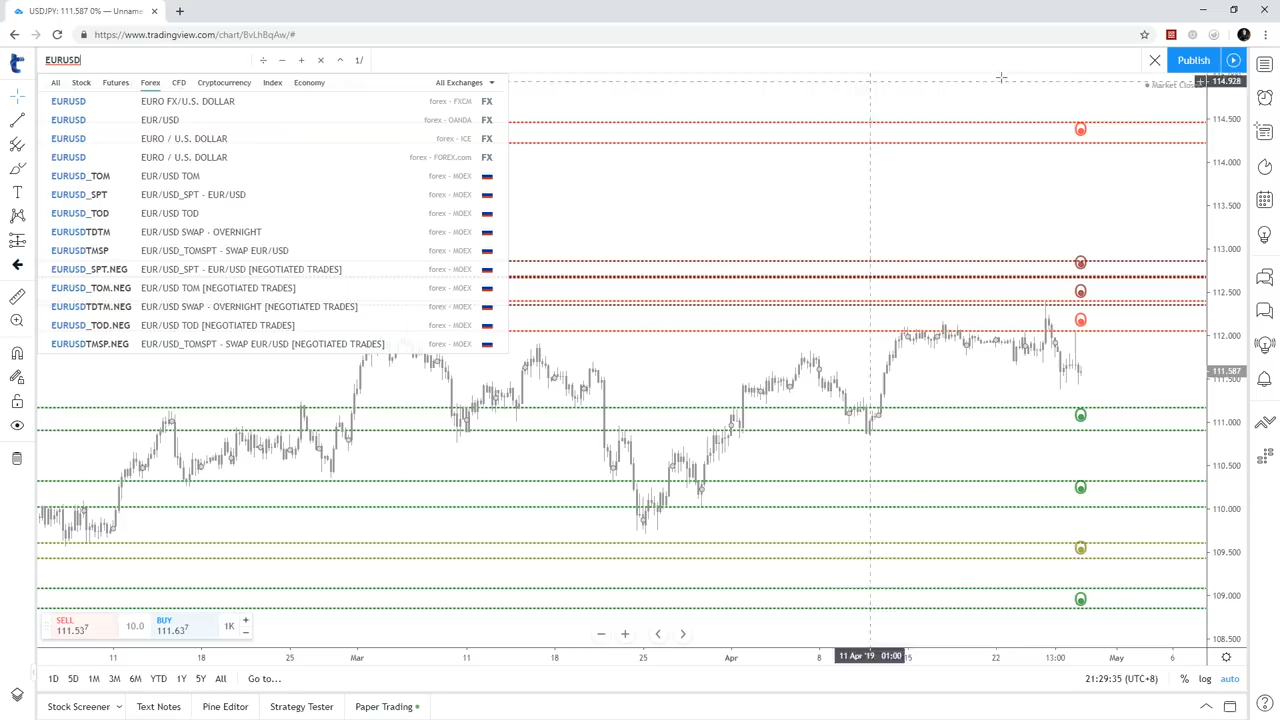 USDJPY: 111.587 0% — Unnam
https://www.tradingview.com/chart/BvLhBqAw/#
EURUSD 1/ Publish
All Stock Futures Forex CFD Cryptocurrency Index Economy All Exchanges
EURUSD EURO FX/U.S. DOLLAR forex - FXCM FX
EURUSD EUR/USD forex - OANDA FX
EURUSD EURO / U.S. DOLLAR forex - ICE FX
EURUSD EURO / U.S. DOLLAR forex - FOREX.com FX
EURUSD_TOM EUR/USD TOM forex - MOEX
EURUSD_SPT EUR/USD_SPT - EUR/USD forex - MOEX
EURUSD_TOD EUR/USD TOD forex - MOEX
EURUSDTDTM EUR/USD SWAP - OVERNIGHT forex - MOEX
EURUSDTMSP EUR/USD_TOMSPT - SWAP EUR/USD forex - MOEX
EURUSD_SPT.NEG EUR/USD_SPT - EUR/USD [NEGOTIATED TRADES] forex - MOEX
EURUSD_TOM.NEG EUR/USD TOM [NEGOTIATED TRADES] forex - MOEX
EURUSDTDTM.NEG EUR/USD SWAP - OVERNIGHT [NEGOTIATED TRADES] forex - MOEX
EURUSD_TOD.NEG EUR/USD TOD [NEGOTIATED TRADES] forex - MOEX
EURUSDTMSP.NEG EUR/USD_TOMSPT - SWAP EUR/USD [NEGOTIATED TRADES] forex - MOEX
Market Clos
114.928
114.500
114.000
113.500
113.000
112.500
112.000
111.587
111.500
111.000
110.500
110.000
109.500
109.000
108.500
SELL 111.537 10.0 BUY 111.637 1K
11 18 25 Mar 11 18 25 Apr 8 11 Apr '19 01:00 15 22 13:00 May 6
1D 5D 1M 3M 6M YTD 1Y 5Y All Go to... 21:29:35 (UTC+8) % log auto
Stock Screener Text Notes Pine Editor Strategy Tester Paper Trading